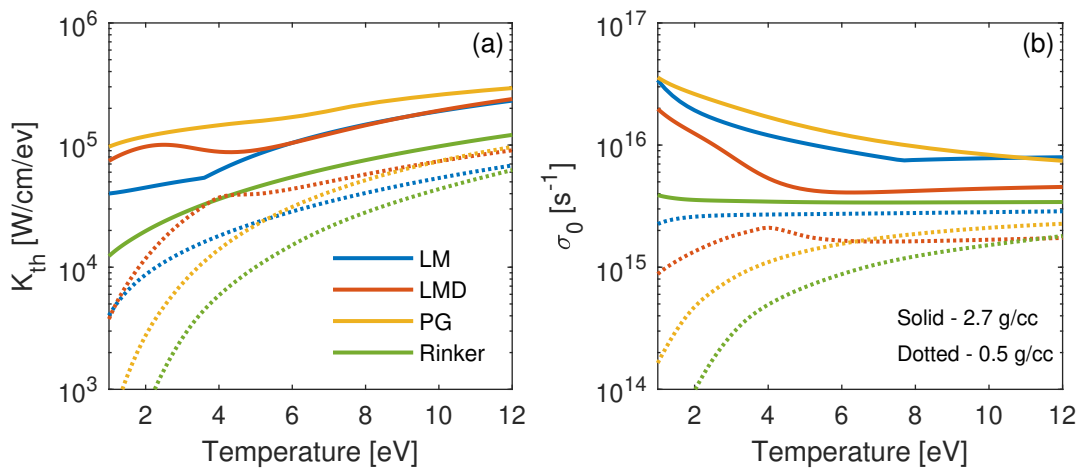 (a)
10^6
10^5
10^4
10^3
K_th [W/cm/ev]
2 4 6 8 10 12
Temperature [eV]
LM
LMD
PG
Rinker
(b)
10^17
10^16
10^15
10^14
σ_0 [s^-1]
2 4 6 8 10 12
Temperature [eV]
Solid - 2.7 g/cc
Dotted - 0.5 g/cc